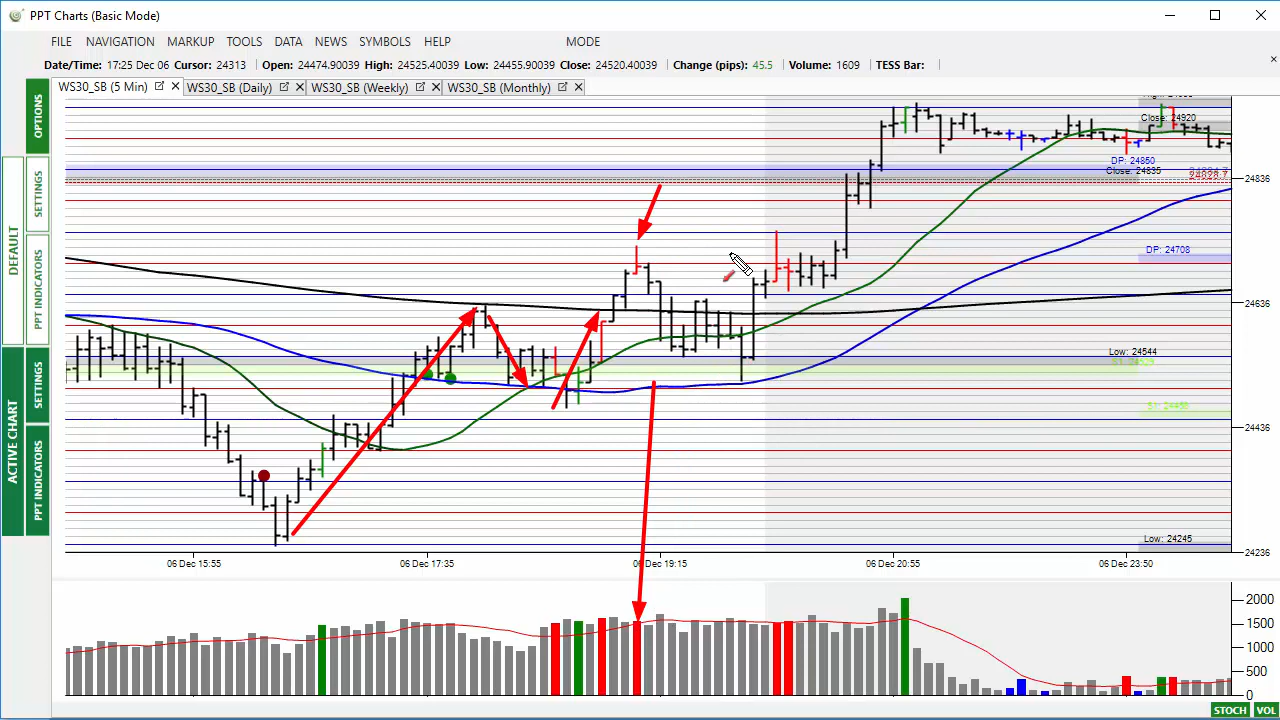 PPT Charts (Basic Mode)
FILE NAVIGATION MARKUP TOOLS DATA NEWS SYMBOLS HELP MODE
Date/Time: 17:25 Dec 06 Cursor: 24313 Open: 24474.90039 High: 24525.40039 Low: 24455.90039 Close: 24520.40039 Change (pips): 45.5 Volume: 1609 TESS Bar:
WS30_SB (5 Min) WS30_SB (Daily) WS30_SB (Weekly) WS30_SB (Monthly)
OPTIONS
SETTINGS
PPT INDICATORS
DEFAULT
SETTINGS
PPT INDICATORS
ACTIVE CHART
Close: 24920
DP: 24850
Close: 24835
24836
DP: 24708
24636
Low: 24544
24436
Low: 24245
24236
06 Dec 15:55 06 Dec 17:35 06 Dec 19:15 06 Dec 20:55 06 Dec 23:50
2000
1500
1000
500
0
STOCH VOL